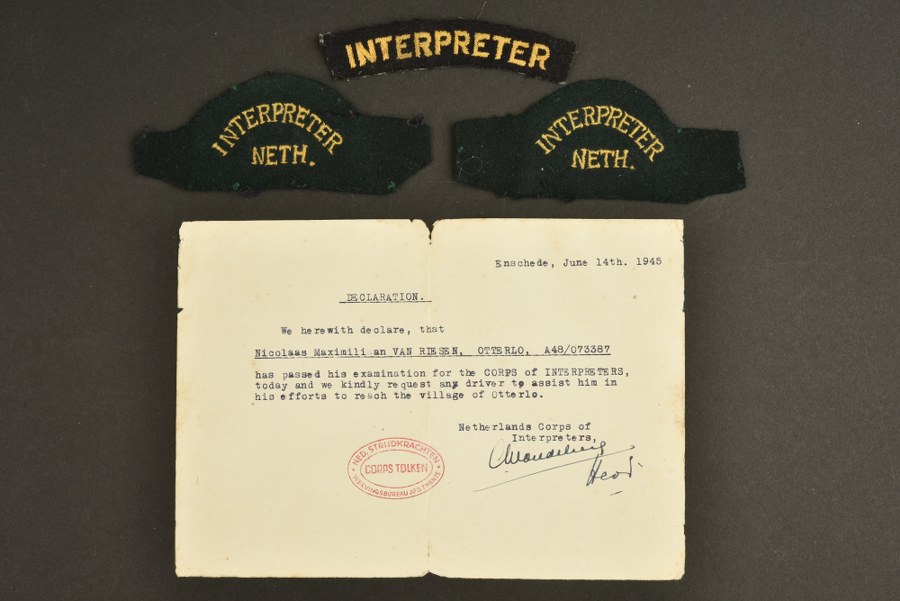 INTERPRETER
INTERPRETER
NETH.
INTERPRETER
NETH.
Enschede, June 14th. 1945
DECLARATION.
We herewith declare, that
Nicolaas Maximili an VAN RIESEN, OTTERLO, A48/073387
has passed his examination for the CORPS of INTERPRETERS,
today and we kindly request any driver to assist him in
his efforts to reach the village of Otterlo.
Netherlands Corps of
Interpreters,
NED. STRIJDKRACHTEN
CORPS TOLKEN